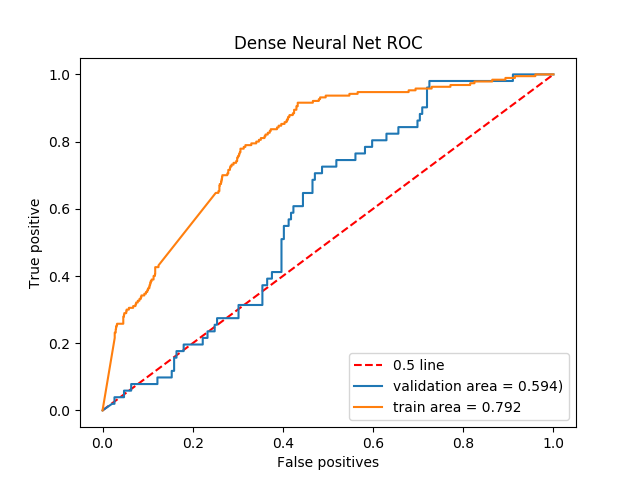 Dense Neural Net ROC
1.0
0.8
0.6
0.4
0.2
0.0
True positive
0.0 0.2 0.4 0.6 0.8 1.0
False positives
0.5 line
validation area = 0.594)
train area = 0.792